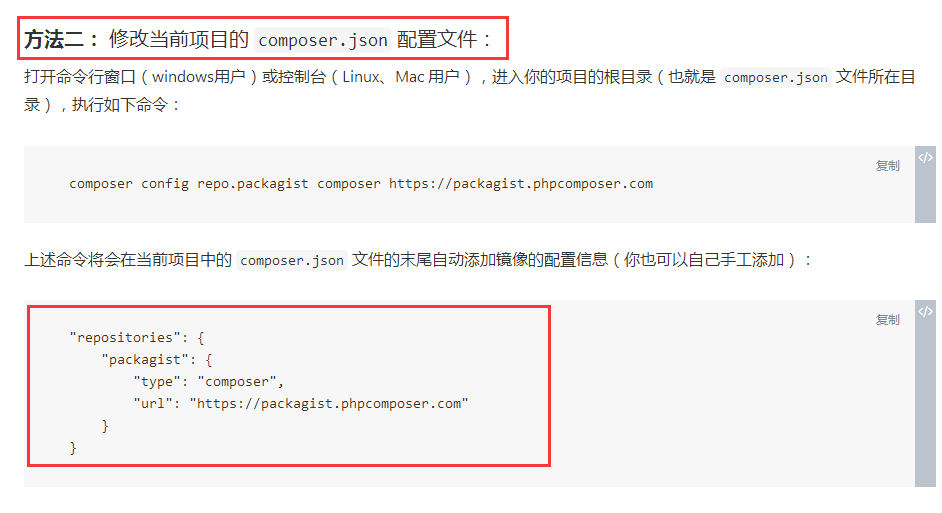 方法二： 修改当前项目的 composer.json 配置文件：
打开命令行窗口（windows用户）或控制台（Linux、Mac 用户），进入你的项目的根目录（也就是 composer.json 文件所在目
录），执行如下命令：
复制
</>
composer config repo.packagist composer https://packagist.phpcomposer.com
上述命令将会在当前项目中的 composer.json 文件的末尾自动添加镜像的配置信息（你也可以自己手工添加）：
复制
</>
"repositories": {
    "packagist": {
        "type": "composer",
        "url": "https://packagist.phpcomposer.com"
    }
}